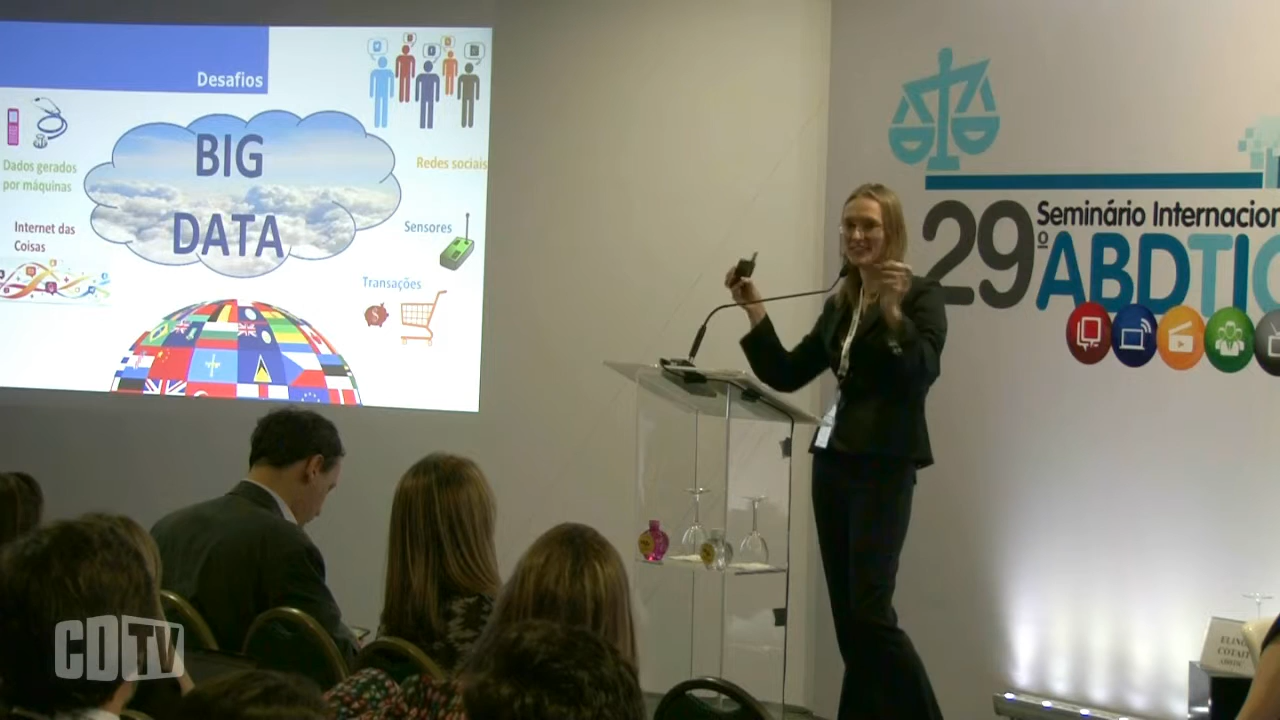 Desafios
BIG
DATA
Dados gerados
por máquinas
Redes sociais
Internet das
Coisas
Sensores
Transações
29º
Seminário Internacion
ABDTIC
CDTV
COTAIT